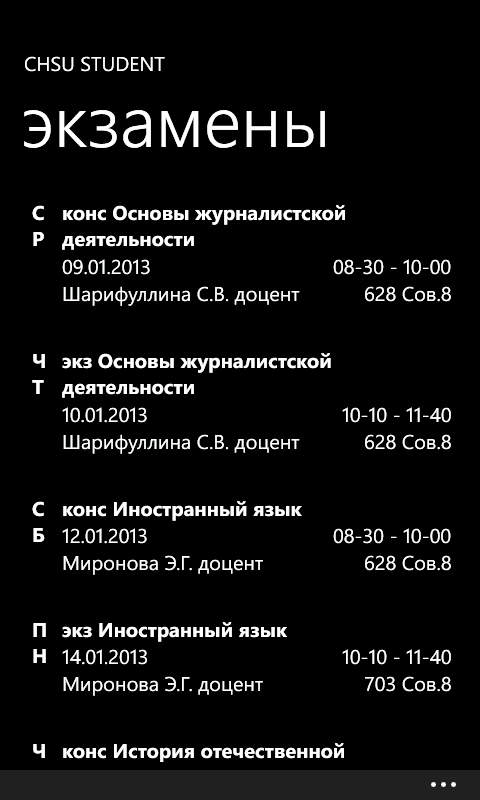 CHSU STUDENT
экзамены
С конс Основы журналистской
Р деятельности
09.01.2013 08-30 - 10-00
Шарифуллина С.В. доцент 628 Сов.8
Ч экз Основы журналистской
Т деятельности
10.01.2013 10-10 - 11-40
Шарифуллина С.В. доцент 628 Сов.8
С конс Иностранный язык
Б 12.01.2013 08-30 - 10-00
Миронова Э.Г. доцент 628 Сов.8
П экз Иностранный язык
Н 14.01.2013 10-10 - 11-40
Миронова Э.Г. доцент 703 Сов.8
Ч конс История отечественной